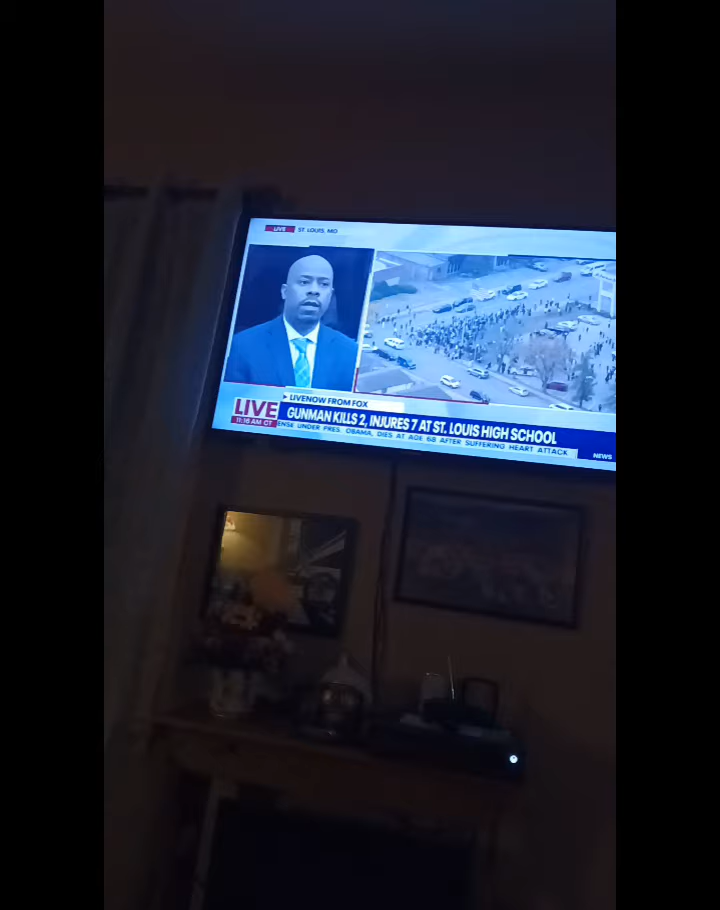 LIVE ST. LOUIS, MO
LIVENOW FROM FOX
LIVE GUNMAN KILLS 2, INJURES 7 AT ST. LOUIS HIGH SCHOOL
11:16 AM CT ENSE UNDER PRES. OBAMA, DIES AT AGE 68 AFTER SUFFERING HEART ATTACK NEWS